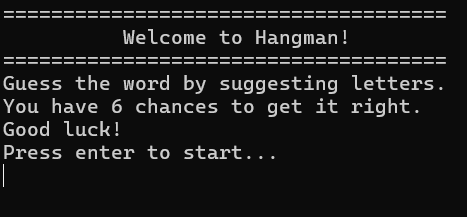 =====================================
Welcome to Hangman!
=====================================
Guess the word by suggesting letters.
You have 6 chances to get it right.
Good luck!
Press enter to start...